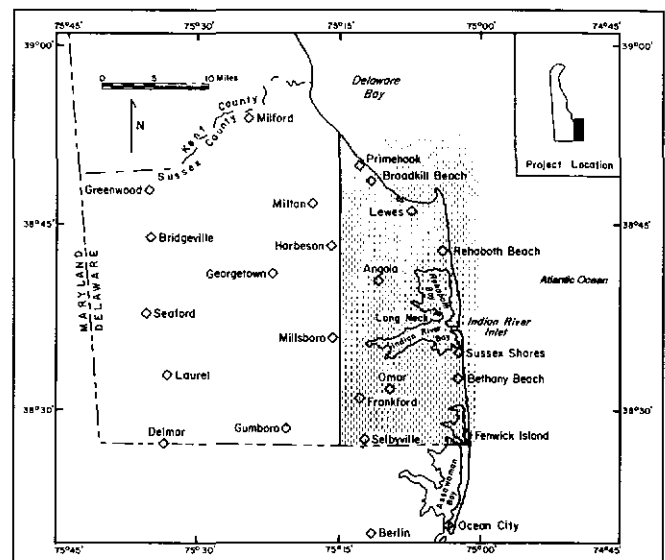 75°45' 75°30' 75°15' 75°00' 74°45'
39°00' 39°00'
0 5 10 Miles
Delaware
Bay
N
Kent County
Sussex County
Milford
Project Location
Primehook
Broadkill Beach
Greenwood
Milton
Lewes
38°45' 38°45'
Bridgeville
Harbeson
Rehoboth Beach
Georgetown
Angola
Rehoboth
Bay
Atlantic Ocean
MARYLAND
DELAWARE
Seaford
Long Neck
Indian River
Inlet
Indian River
Bay
Millsboro
Sussex Shores
Laurel
Omar
Bethany Beach
Frankford
38°30' 38°30'
Delmar
Gumboro
Selbyville
Fenwick Island
Assawoman
Bay
Ocean City
Berlin
75°45' 75°30' 75°15' 75°00' 74°45'